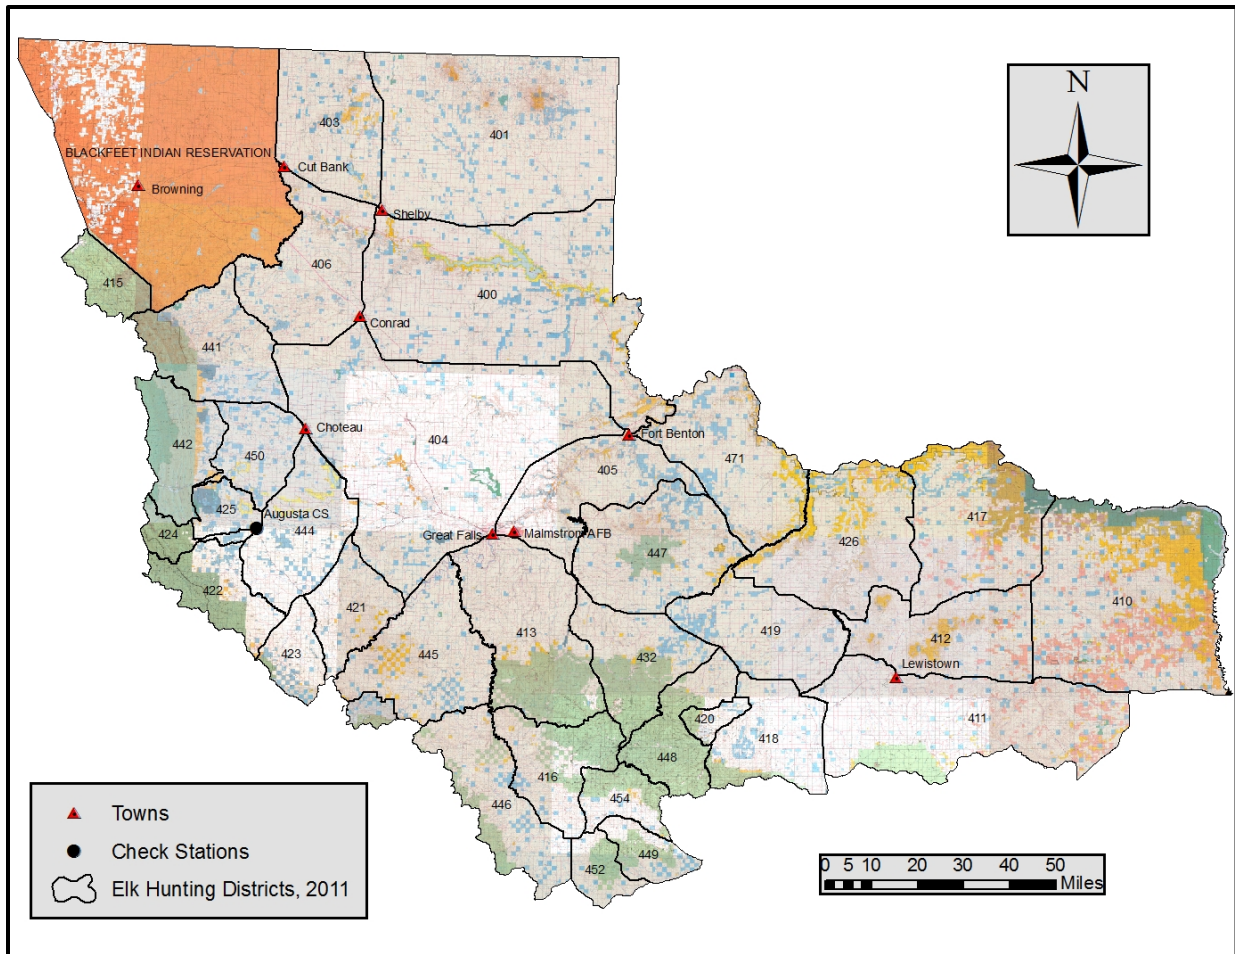 N
403
401
BLACKFEET INDIAN RESERVATION
Cut Bank
Browning
Shelby
406
415
400
Conrad
441
Choteau
404
Fort Benton
442
450
405
471
425
Augusta CS
424
444
Great Falls
Malmstrom AFB
447
426
417
422
421
410
413
419
412
423
445
432
Lewistown
420
418
411
448
416
454
446
449
452
Towns
Check Stations
Elk Hunting Districts, 2011
0 5 10 20 30 40 50
Miles